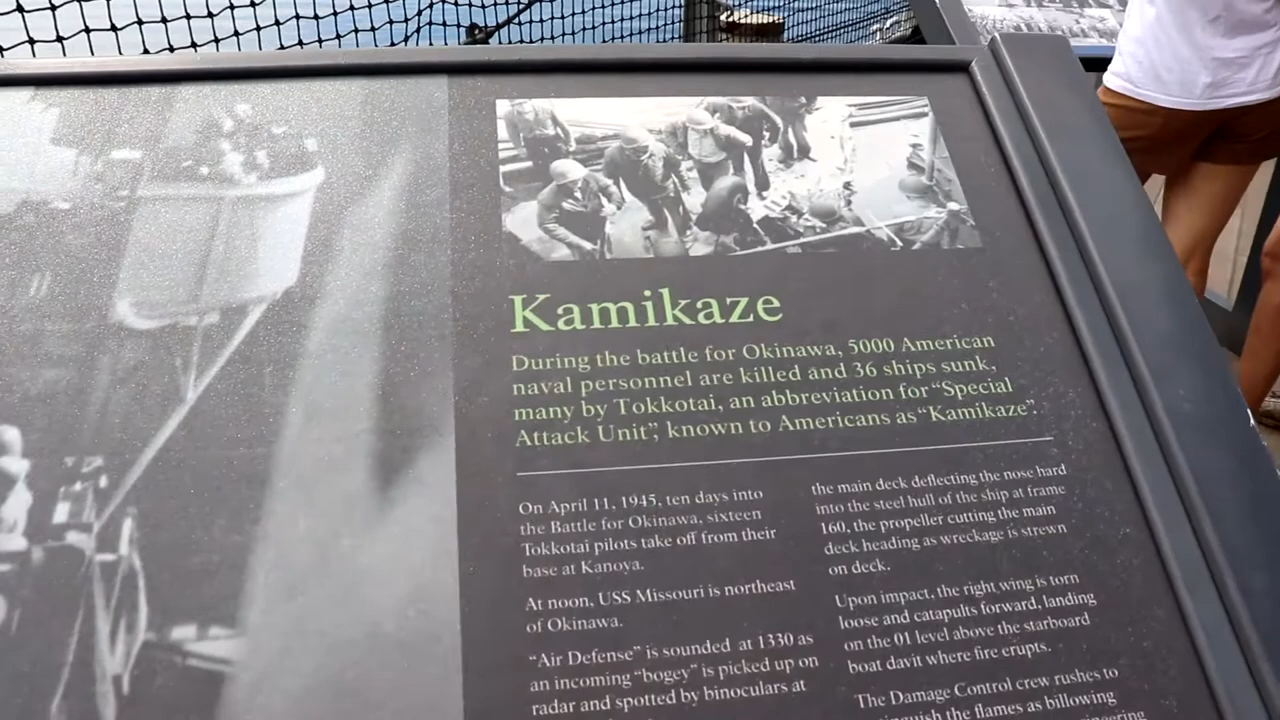 Kamikaze
During the battle for Okinawa, 5000 American
naval personnel are killed and 36 ships sunk,
many by Tokkotai, an abbreviation for “Special
Attack Unit”, known to Americans as “Kamikaze”.
On April 11, 1945, ten days into
the Battle for Okinawa, sixteen
Tokkotai pilots take off from their
base at Kanoya.
At noon, USS Missouri is northeast
of Okinawa.
“Air Defense” is sounded at 1330 as
an incoming “bogey” is picked up on
radar and spotted by binoculars at
the main deck deflecting the nose hard
into the steel hull of the ship at frame
160, the propeller cutting the main
deck heading as wreckage is strewn
on deck.
Upon impact, the right wing is torn
loose and catapults forward, landing
on the 01 level above the starboard
boat davit where fire erupts.
The Damage Control crew rushes to
the flames as billowing